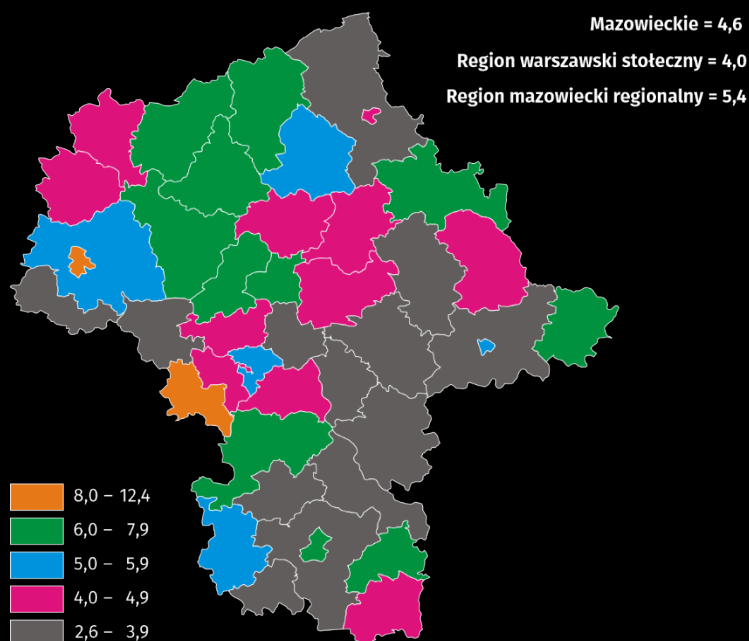 Mazowieckie = 4,6
Region warszawski stołeczny = 4,0
Region mazowiecki regionalny = 5,4
8,0 – 12,4
6,0 – 7,9
5,0 – 5,9
4,0 – 4,9
2,6 – 3,9